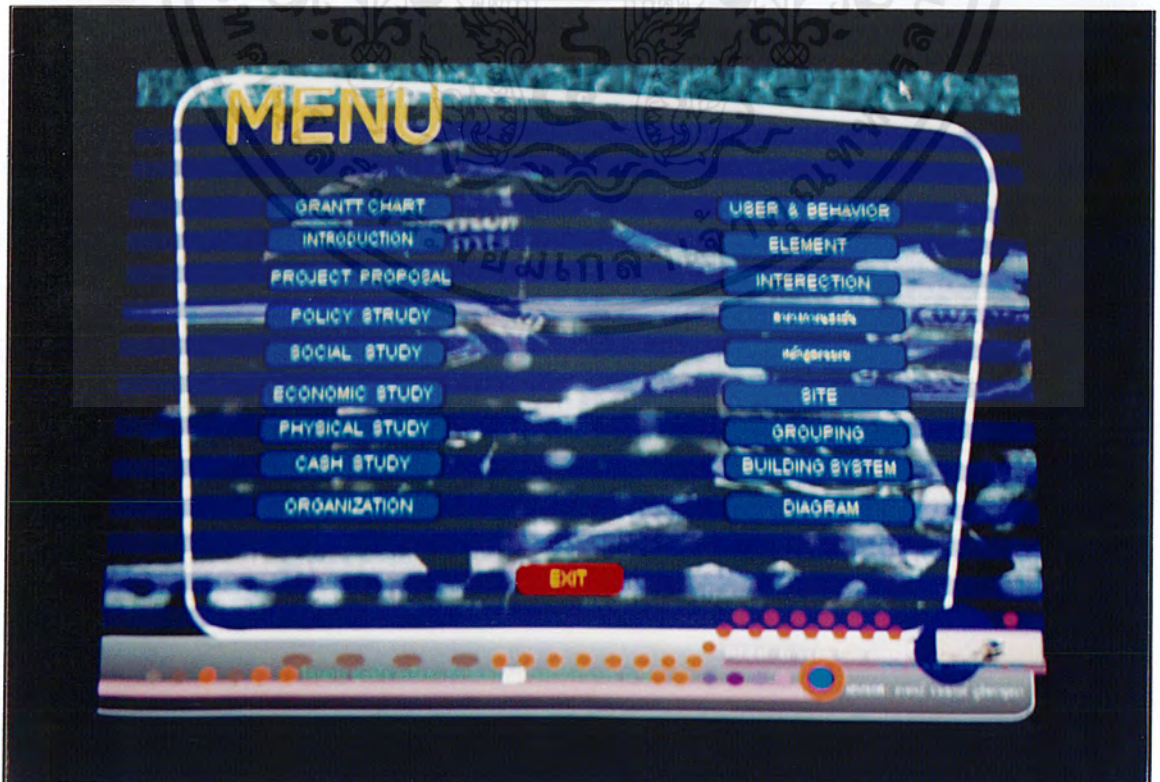 MENU
GRANTT CHART
INTRODUCTION
PROJECT PROPOSAL
POLICY STRUDY
SOCIAL STUDY
ECONOMIC STUDY
PHYSICAL STUDY
CASH STUDY
ORGANIZATION
USER & BEHAVIOR
ELEMENT
INTERECTION
SITE
GROUPING
BUILDING SYSTEM
DIAGRAM
EXIT